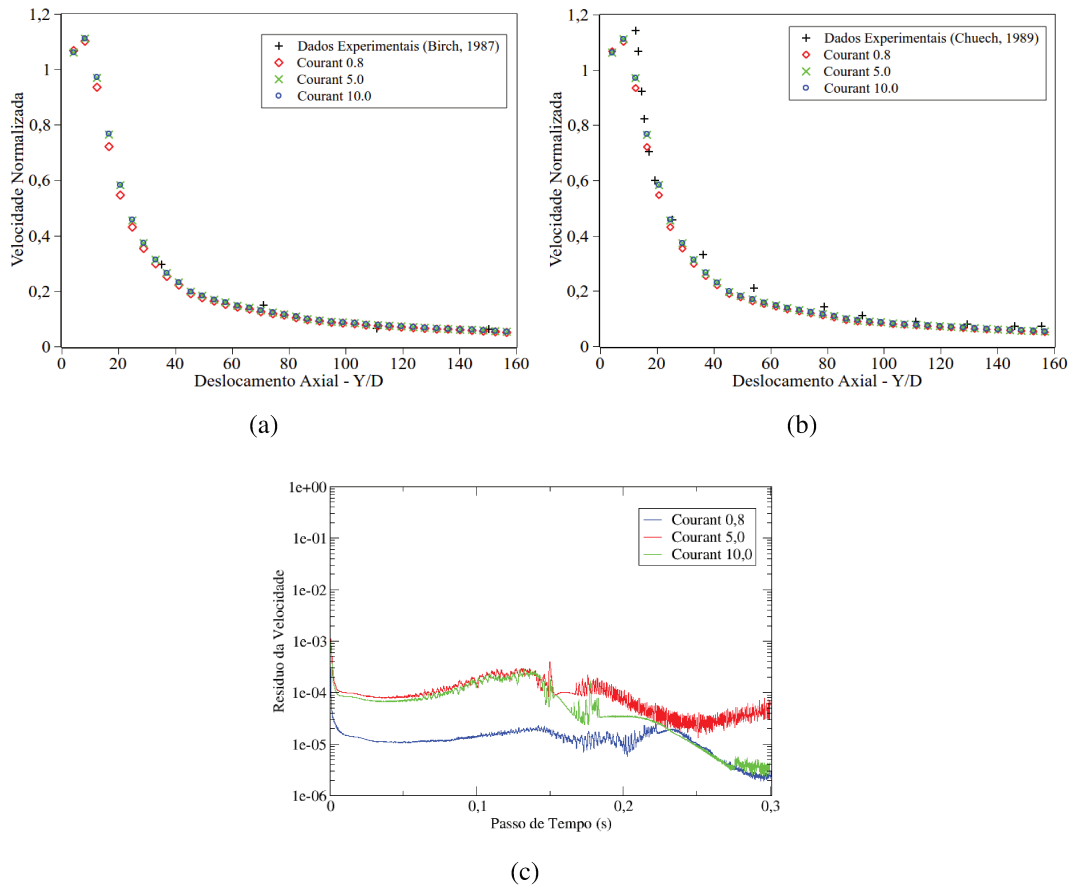 1,2
1
0,8
0,6
0,4
0,2
0
Velocidade Normalizada
Dados Experimentais (Birch, 1987)
Courant 0.8
Courant 5.0
Courant 10.0
0 20 40 60 80 100 120 140 160
Deslocamento Axial - Y/D
(a)
1,2
1
0,8
0,6
0,4
0,2
0
Velocidade Normalizada
Dados Experimentais (Chuech, 1989)
Courant 0.8
Courant 5.0
Courant 10.0
0 20 40 60 80 100 120 140 160
Deslocamento Axial - Y/D
(b)
1e+00
1e-01
1e-02
1e-03
1e-04
1e-05
1e-06
Resíduo da Velocidade
Courant 0,8
Courant 5,0
Courant 10,0
0 0,1 0,2 0,3
Passo de Tempo (s)
(c)